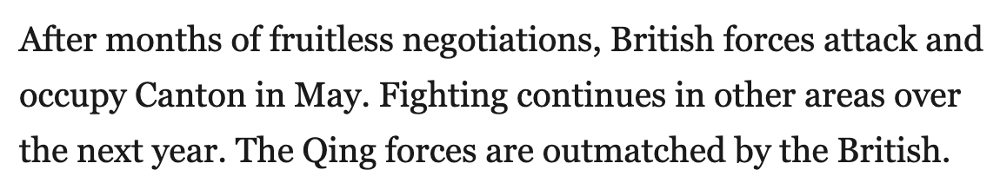 After months of fruitless negotiations, British forces attack and
occupy Canton in May. Fighting continues in other areas over
the next year. The Qing forces are outmatched by the British.